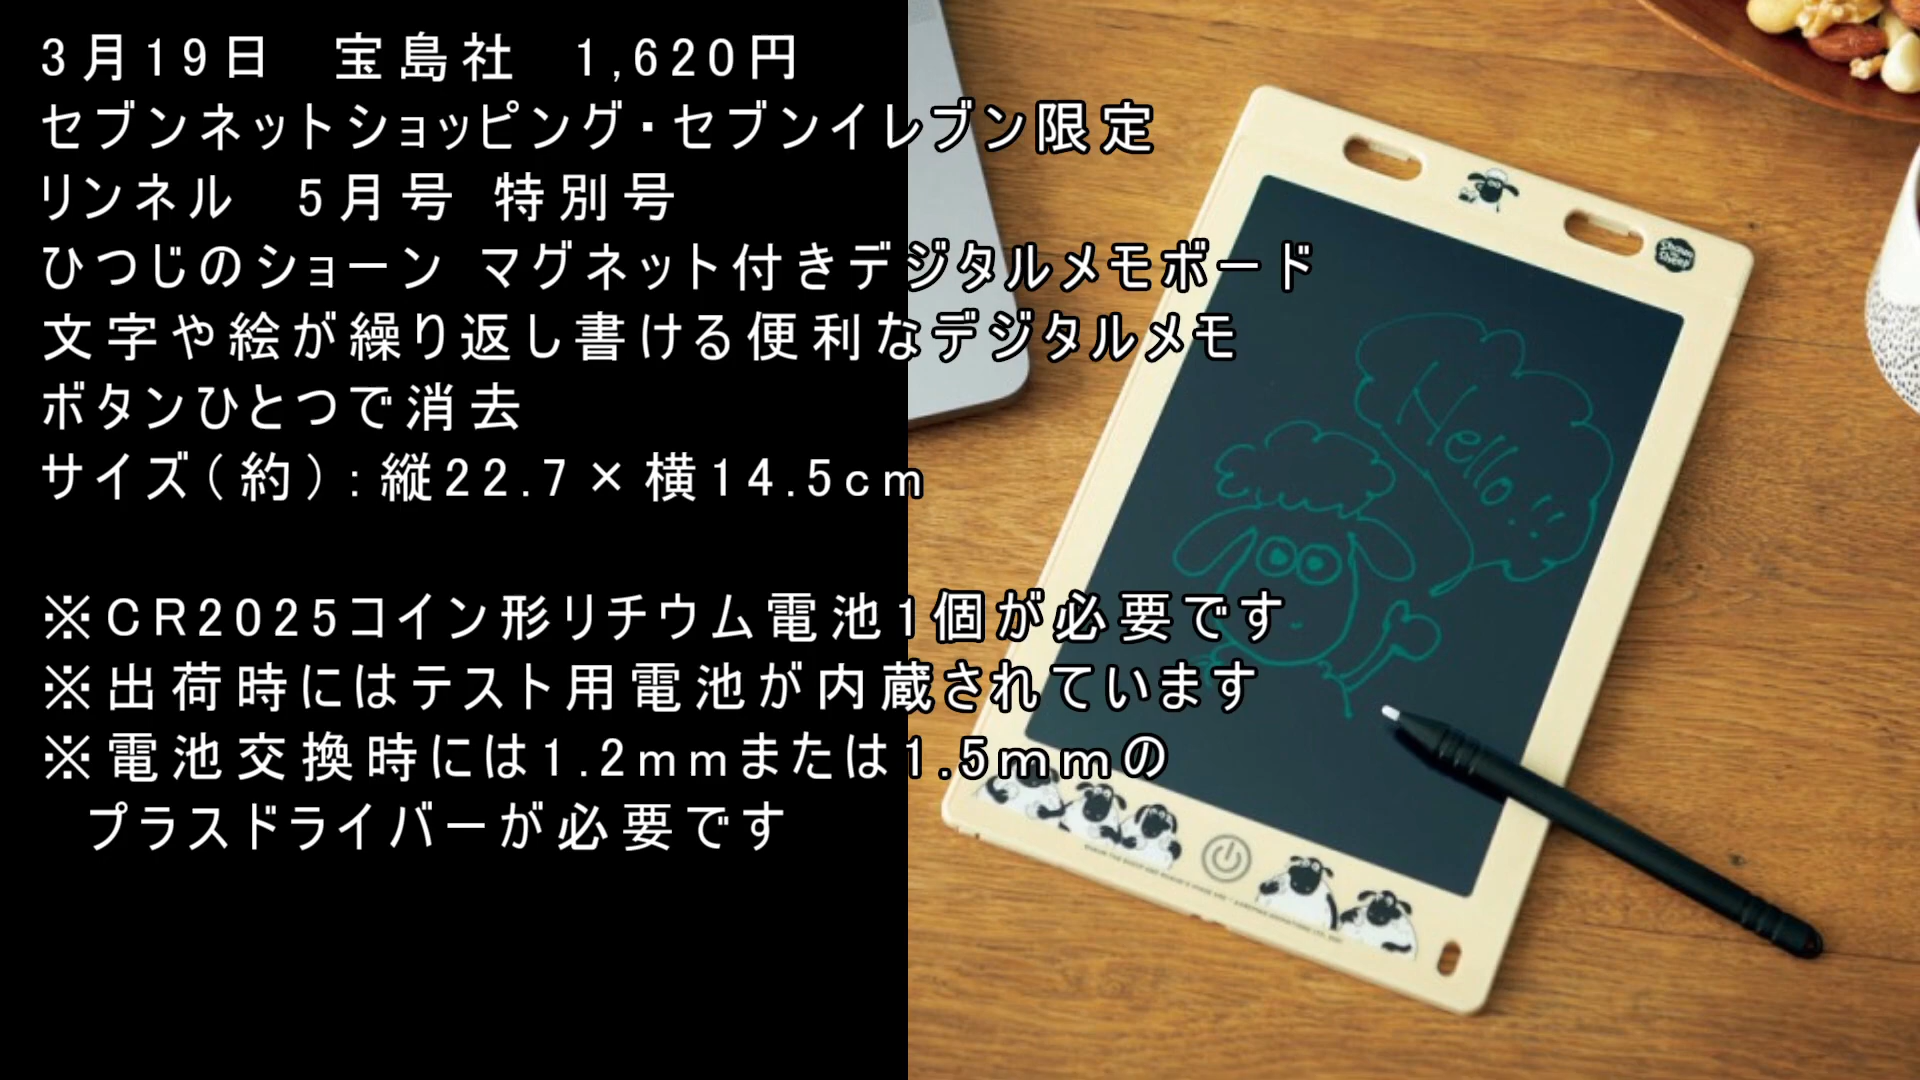 3月19日　宝島社　1,620円
セブンネットショッピング・セブンイレブン限定
リンネル　5月号 特別号
ひつじのショーン マグネット付きデジタルメモボード
文字や絵が繰り返し書ける便利なデジタルメモ
ボタンひとつで消去
サイズ(約):縦22.7×横14.5cm
※CR2025コイン形リチウム電池1個が必要です
※出荷時にはテスト用電池が内蔵されています
※電池交換時には1.2mmまたは1.5mmの
プラスドライバーが必要です
Shaun the Sheep
Hello!!